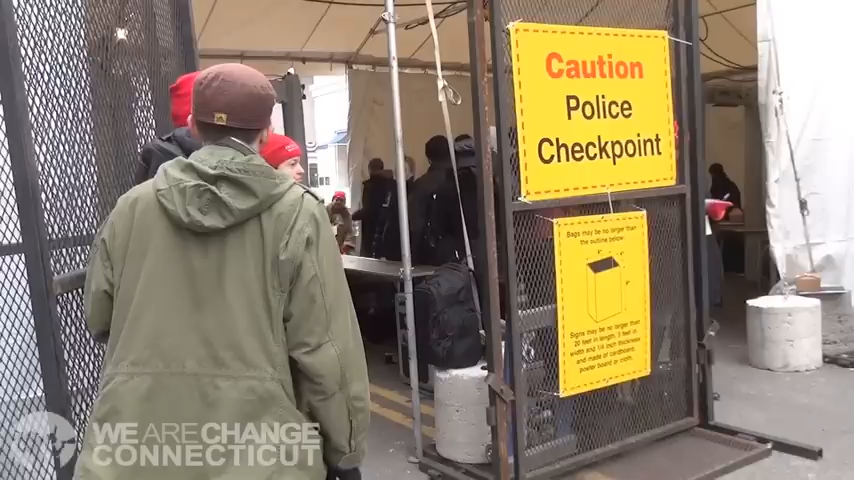 Caution
Police
Checkpoint
Bags may be no larger than
the outline below:
Signs may be no larger than
20 feet in length, 3 feet in
width and 1/4 inch thickness
and made of cardboard,
poster board or cloth.
WE ARE CHANGE
CONNECTICUT